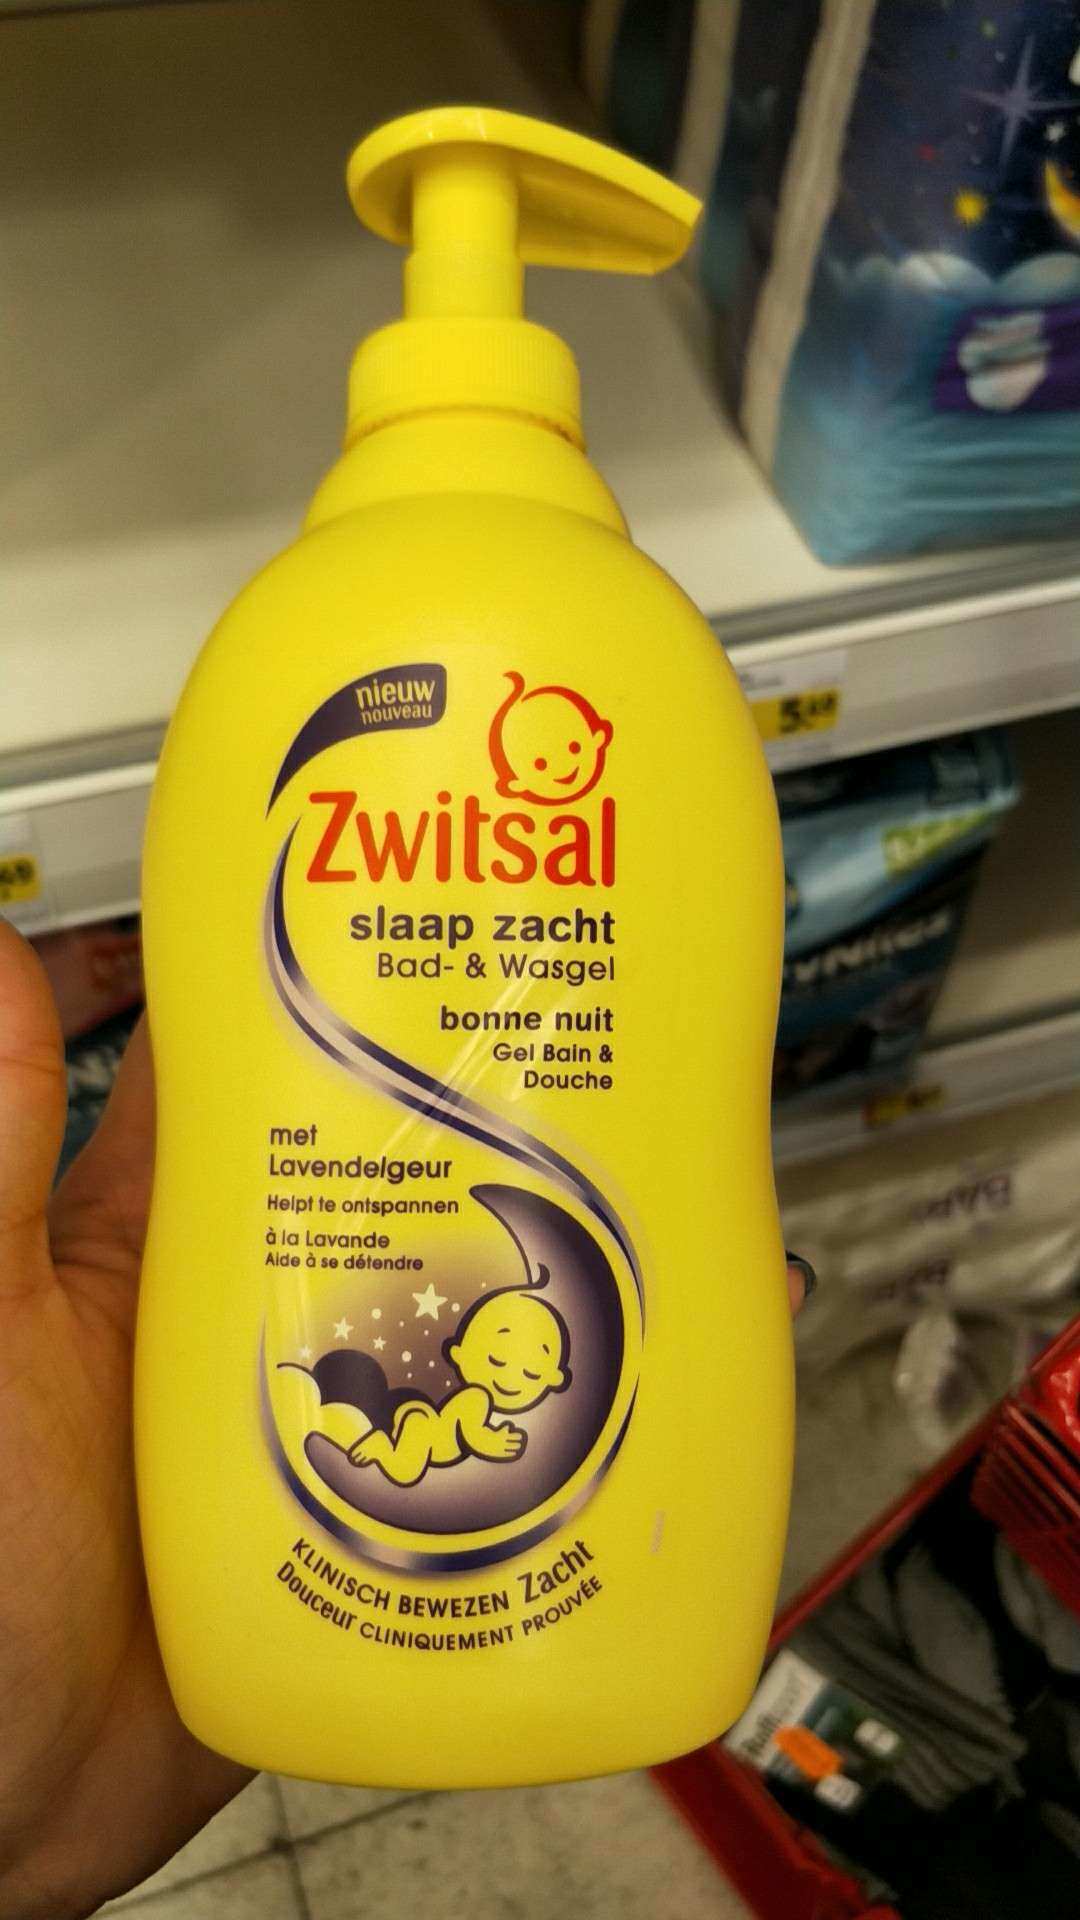 nieuw
nouveau
Zwitsal
slaap zacht
Bad- & Wasgel
bonne nuit
Gel Bain &
Douche
met
Lavendelgeur
Helpt te ontspannen
à la Lavande
Aide à se détendre
KLINISCH BEWEZEN Zacht
Douceur CLINIQUEMENT PROUVÉE